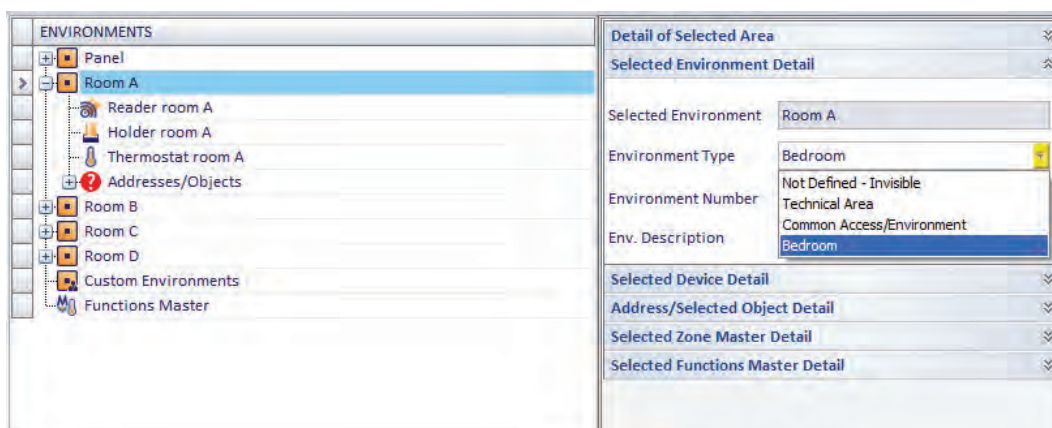 ENVIRONMENTS
Panel
Room A
Reader room A
Holder room A
Thermostat room A
Addresses/Objects
Room B
Room C
Room D
Custom Environments
Functions Master
Detail of Selected Area
Selected Environment Detail
Selected Environment Room A
Environment Type Bedroom
Not Defined - Invisible
Technical Area
Environment Number
Common Access/Environment
Env. Description
Bedroom
Selected Device Detail
Address/Selected Object Detail
Selected Zone Master Detail
Selected Functions Master Detail